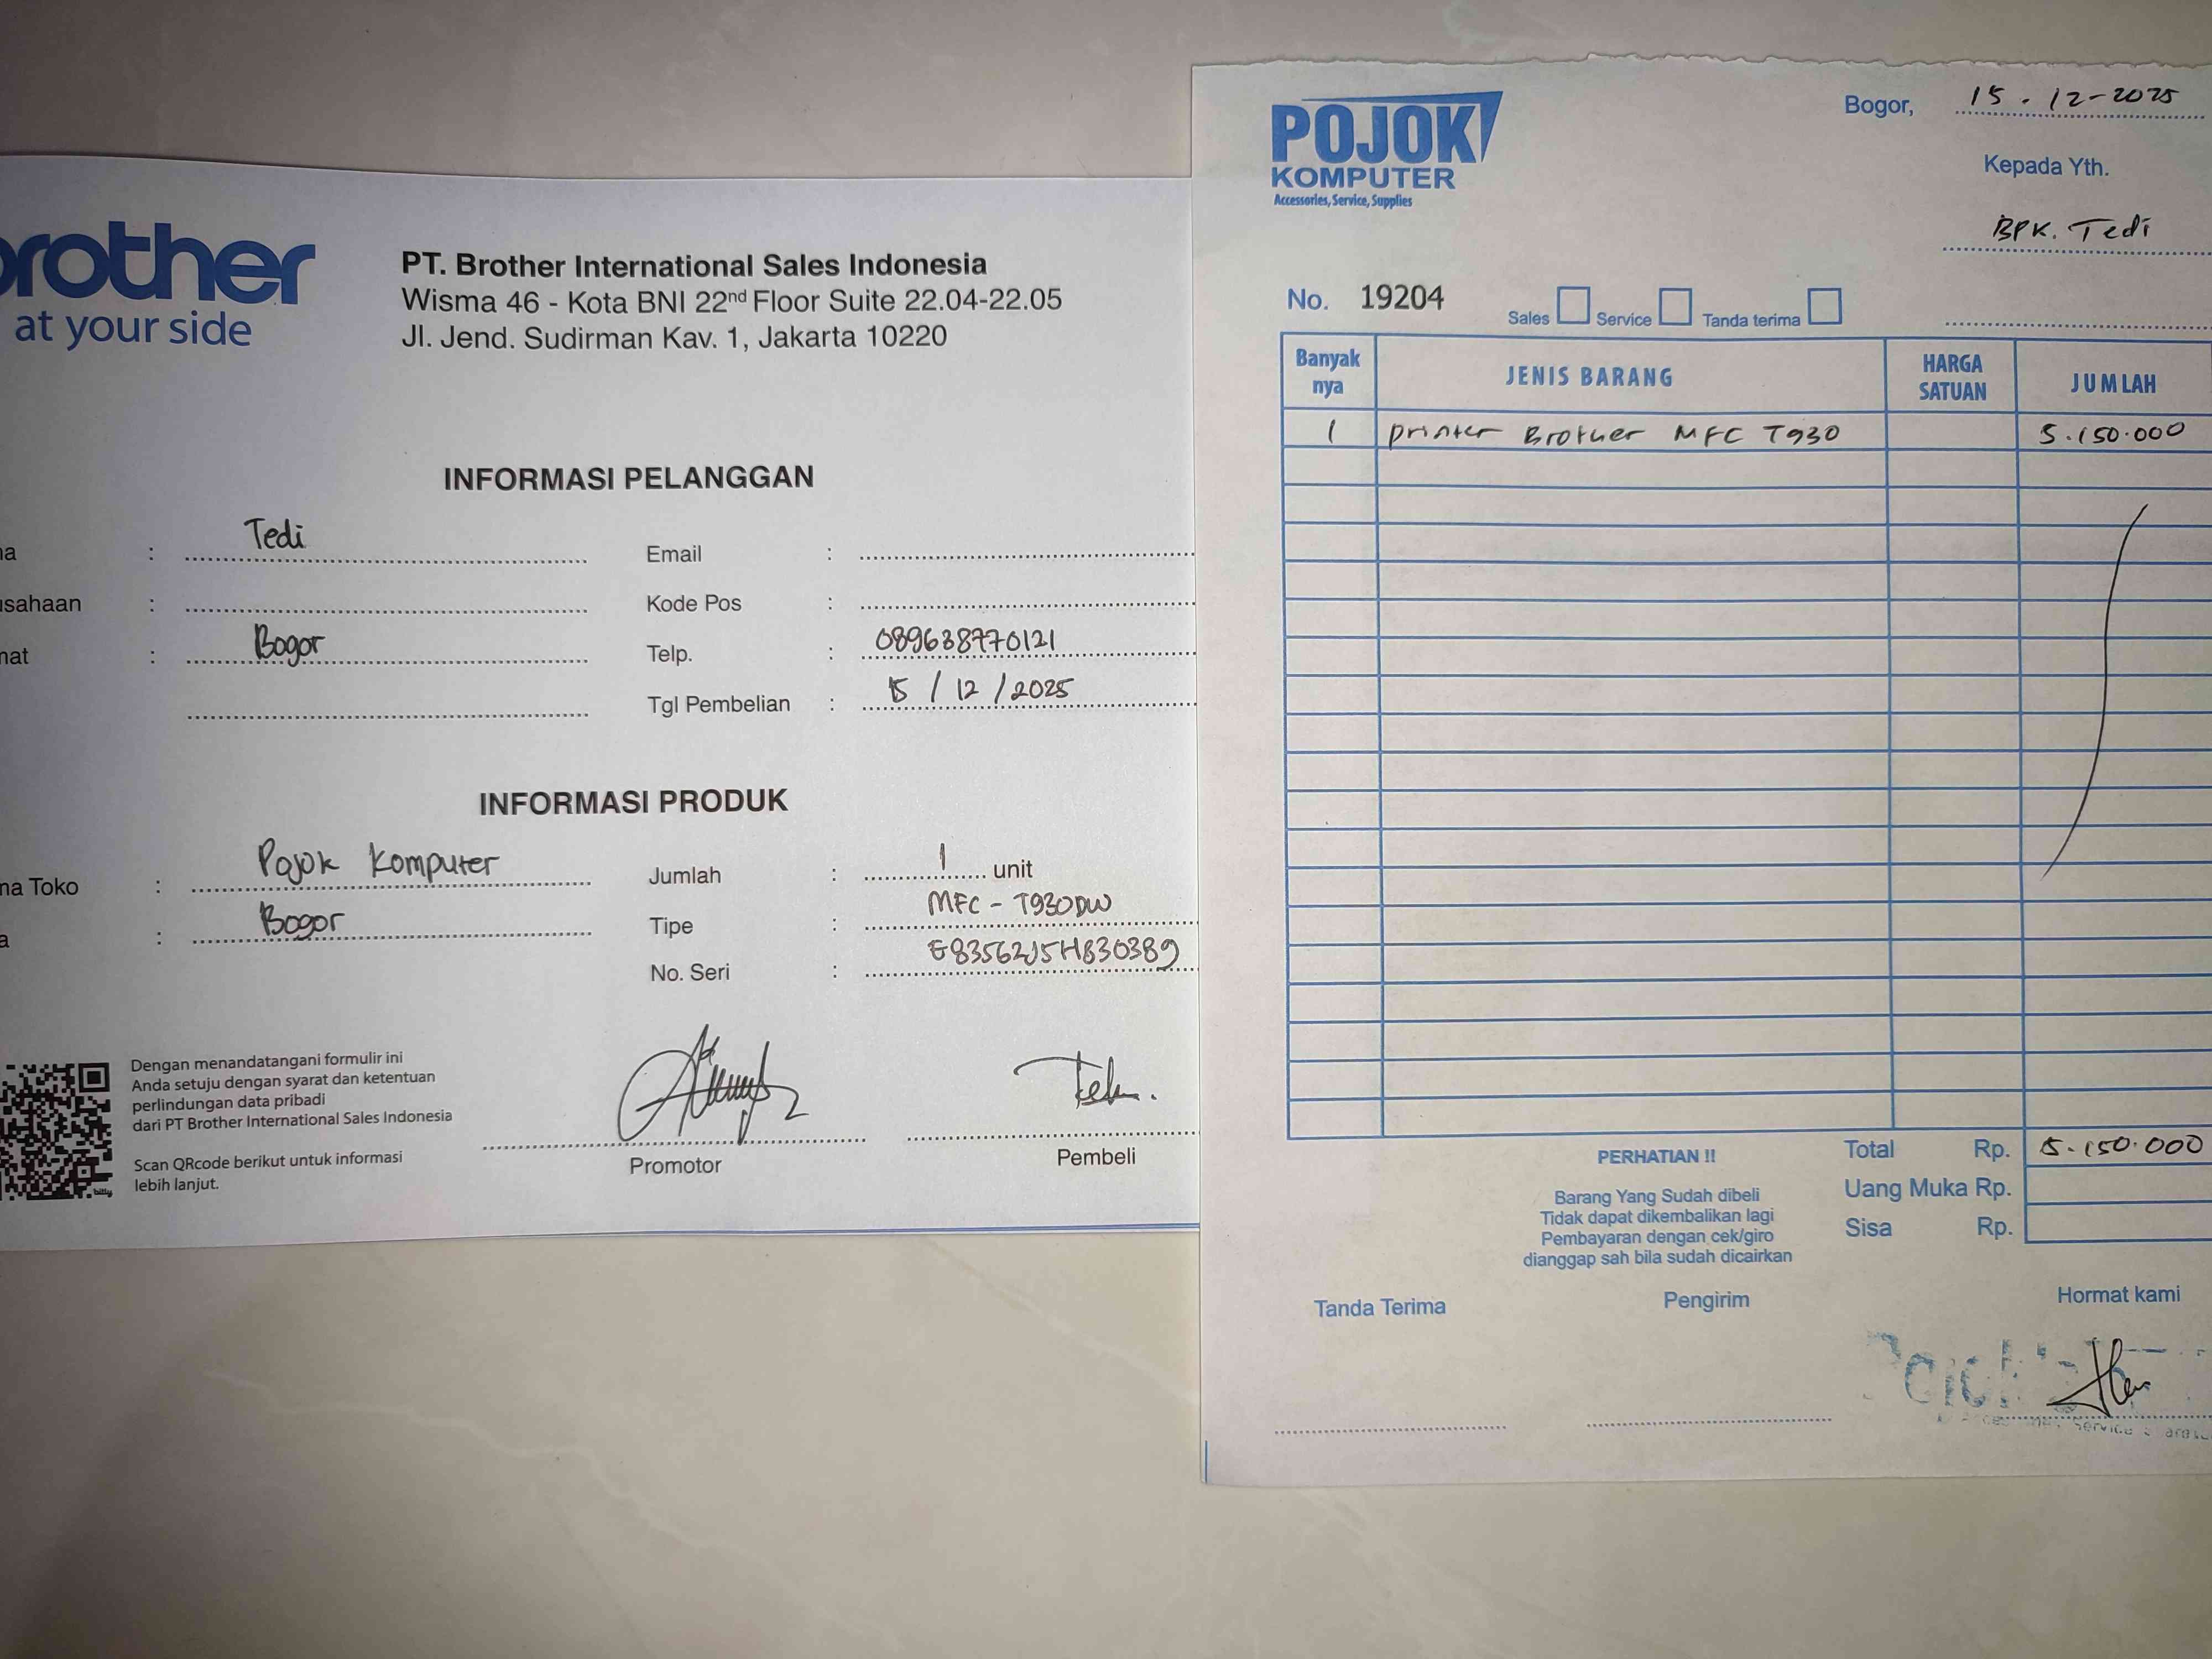 brother
at your side
PT. Brother International Sales Indonesia
Wisma 46 - Kota BNI 22nd Floor Suite 22.04-22.05
Jl. Jend. Sudirman Kav. 1, Jakarta 10220
INFORMASI PELANGGAN
a : Tedi
usahaan :
mat : Bogor
Email :
Kode Pos :
Telp. : 089638770121
Tgl Pembelian : 15 / 12 / 2025
INFORMASI PRODUK
na Toko : Pojok Komputer
a : Bogor
Jumlah : 1 unit
Tipe : MFC - T930DW
No. Seri : E83562J5H830389
Dengan menandatangani formulir ini
Anda setuju dengan syarat dan ketentuan
perlindungan data pribadi
dari PT Brother International Sales Indonesia
Scan QRcode berikut untuk informasi
lebih lanjut.
Promotor
Pembeli
POJOK
KOMPUTER
Accessories, Service, Supplies
Bogor, 15 . 12-2025
Kepada Yth.
BPK. Tedi
No. 19204
Sales Service Tanda terima
Banyak nya JENIS BARANG HARGA SATUAN JUMLAH
1 printer Brother MFC T930 5.150.000
Total Rp. 5.150.000
Uang Muka Rp.
Sisa Rp.
PERHATIAN !!
Barang Yang Sudah dibeli
Tidak dapat dikembalikan lagi
Pembayaran dengan cek/giro
dianggap sah bila sudah dicairkan
Tanda Terima
Pengirim
Hormat kami